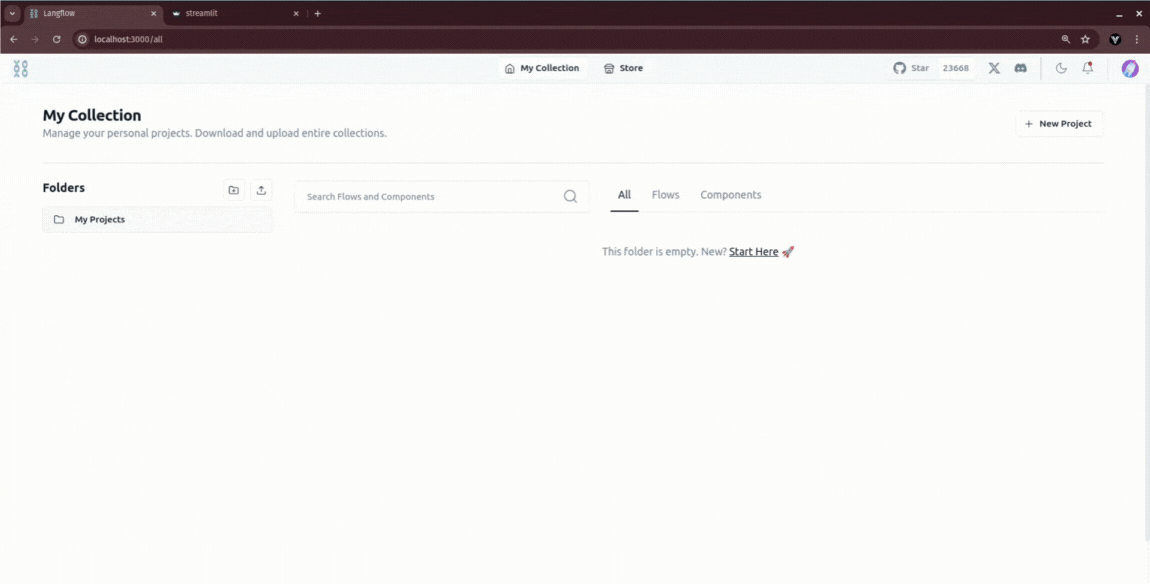 Langflow
streamlit
localhost:3000/all
My Collection
Store
Star
23668
My Collection
Manage your personal projects. Download and upload entire collections.
+ New Project
Folders
Search Flows and Components
All
Flows
Components
My Projects
This folder is empty. New? Start Here 🚀